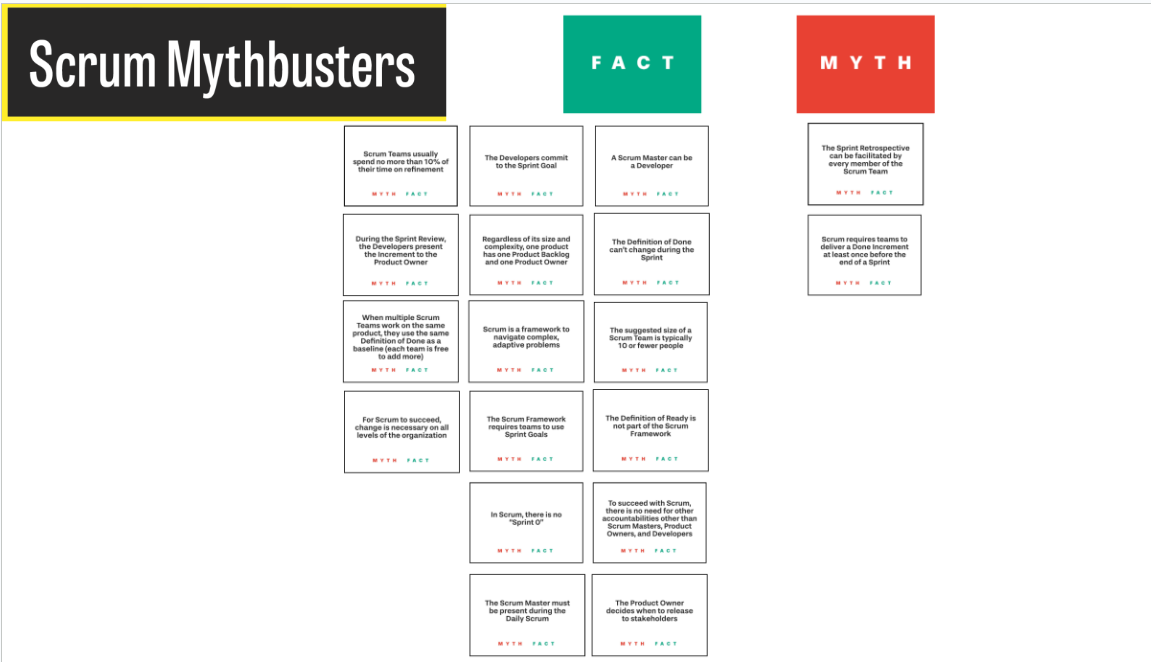 Scrum Mythbusters
FACT
MYTH
Scrum Teams usually
spend no more than 10% of
their time on refinement
MYTH FACT
The Developers commit
to the Sprint Goal
MYTH FACT
A Scrum Master can be
a Developer
MYTH FACT
The Sprint Retrospective
can be facilitated by
every member of the
Scrum Team
MYTH FACT
During the Sprint Review,
the Developers present
the Increment to the
Product Owner
MYTH FACT
Regardless of its size and
complexity, one product
has one Product Backlog
and one Product Owner
MYTH FACT
The Definition of Done
can't change during the
Sprint
MYTH FACT
Scrum requires teams to
deliver a Done Increment
at least once before the
end of a Sprint
MYTH FACT
When multiple Scrum
Teams work on the same
product, they use the same
Definition of Done as a
baseline (each team is free
to add more)
MYTH FACT
Scrum is a framework to
navigate complex,
adaptive problems
MYTH FACT
The suggested size of a
Scrum Team is typically
10 or fewer people
MYTH FACT
For Scrum to succeed,
change is necessary on all
levels of the organization
MYTH FACT
The Scrum Framework
requires teams to use
Sprint Goals
MYTH FACT
The Definition of Ready is
not part of the Scrum
Framework
MYTH FACT
In Scrum, there is no
"Sprint 0"
MYTH FACT
To succeed with Scrum,
there is no need for other
accountabilities other than
Scrum Masters, Product
Owners, and Developers
MYTH FACT
The Scrum Master must
be present during the
Daily Scrum
MYTH FACT
The Product Owner
decides when to release
to stakeholders
MYTH FACT